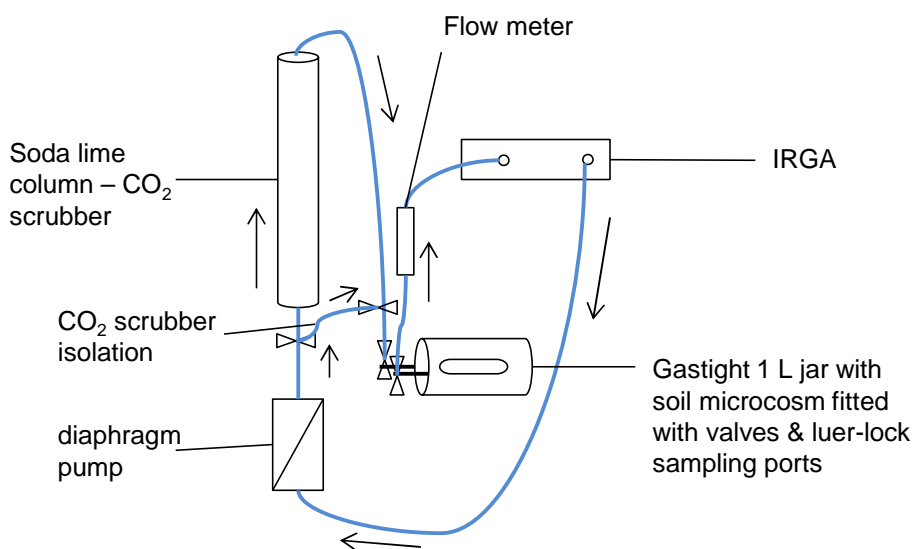 Flow meter
Soda lime
column – CO₂
scrubber
IRGA
CO₂ scrubber
isolation
Gastight 1 L jar with
soil microcosm fitted
with valves & luer-lock
sampling ports
diaphragm
pump